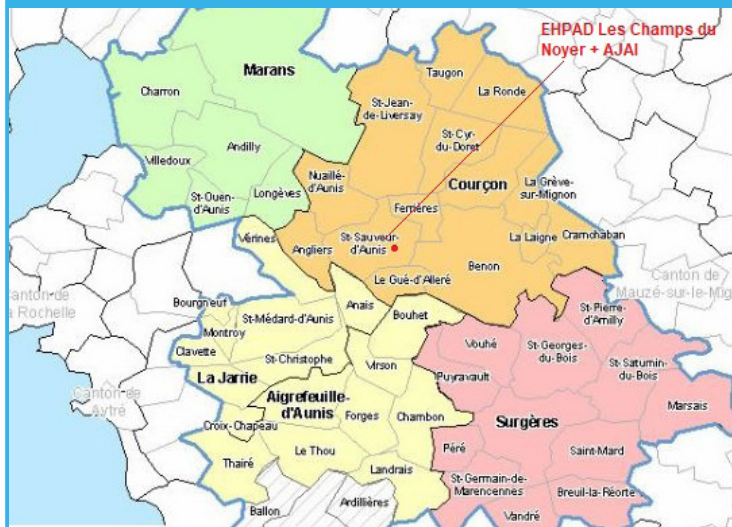 EHPAD Les Champs du
Noyer + AJAI
Marans
Taugon
La Ronde
Charron
St-Jean-
de-Liversay
St-Cyr-
du-Doret
Andilly
Villedoux
Nuaillé-
d'Aunis
Courçon
La Grève-
sur-Mignon
St-Ouen-
d'Aunis
Longèves
Ferrières
Vérines
Angliers
St-Sauveur-
d'Aunis
La Laigne
Cramchaban
Benon
Le Gué-d'Alleré
Canton de
La Rochelle
Canton de
Mauzé-sur-le-Mig
Bourgneuf
Anais
Bouhet
St-Pierre-
d'Amilly
St-Médard-d'Aunis
Montroy
Clavette
Vouhé
St-Georges-
du-Bois
St-Christophe
Virson
St-Saturnin-
du-Bois
La Jarrie
Puyravault
Canton de
Aytré
Aigrefeuille-
d'Aunis
Marsais
Forges
Chambon
Surgères
Croix-Chapeau
Le Thou
Péré
Saint-Mard
Thairé
Landrais
St-Germain-de-
Marencennes
Breuil-la-Réorte
Ardillières
Ballon
Vandré